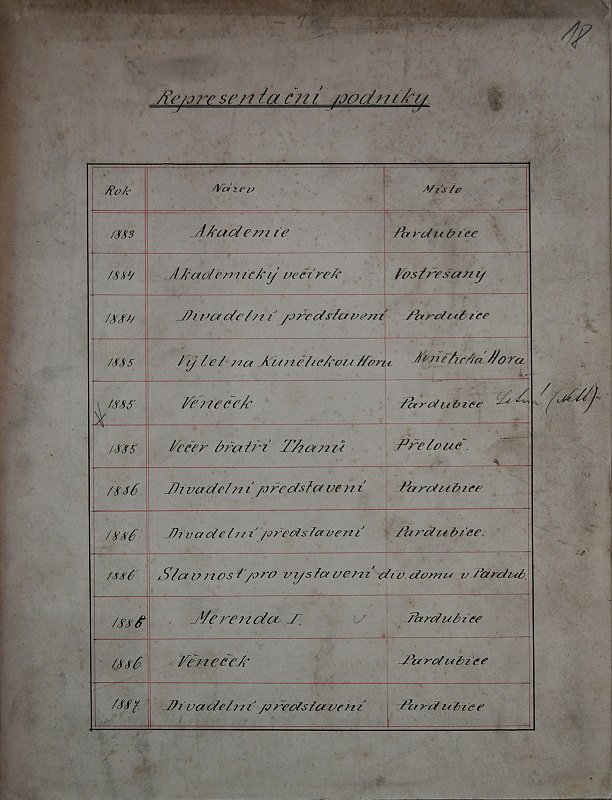 18
Representační podniky
Rok Název Místo
1883 Akademie Pardubice
1884 Akademický večírek Vostřešany
1884 Divadelní představení Pardubice
1885 Výlet na Kunětickou Horu Kunětická Hora
1885 Věneček Pardubice
1885 Večer bratří Thanů Přelouč.
1886 Divadelní představení Pardubice
1886 Divadelní představení Pardubice.
1886 Slavnost pro vystavení div. domu v Pardub.
1886 Merenda I. Pardubice
1886 Věneček Pardubice
1887 Divadelní představení Pardubice